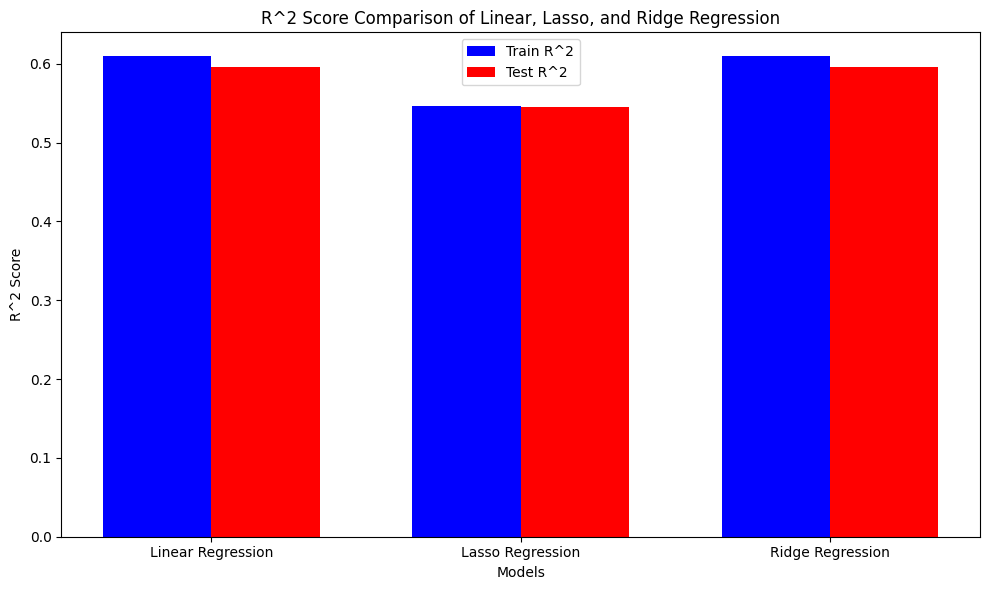 R^2 Score Comparison of Linear, Lasso, and Ridge Regression
Train R^2
Test R^2
R^2 Score
0.6
0.5
0.4
0.3
0.2
0.1
0.0
Linear Regression
Lasso Regression
Ridge Regression
Models